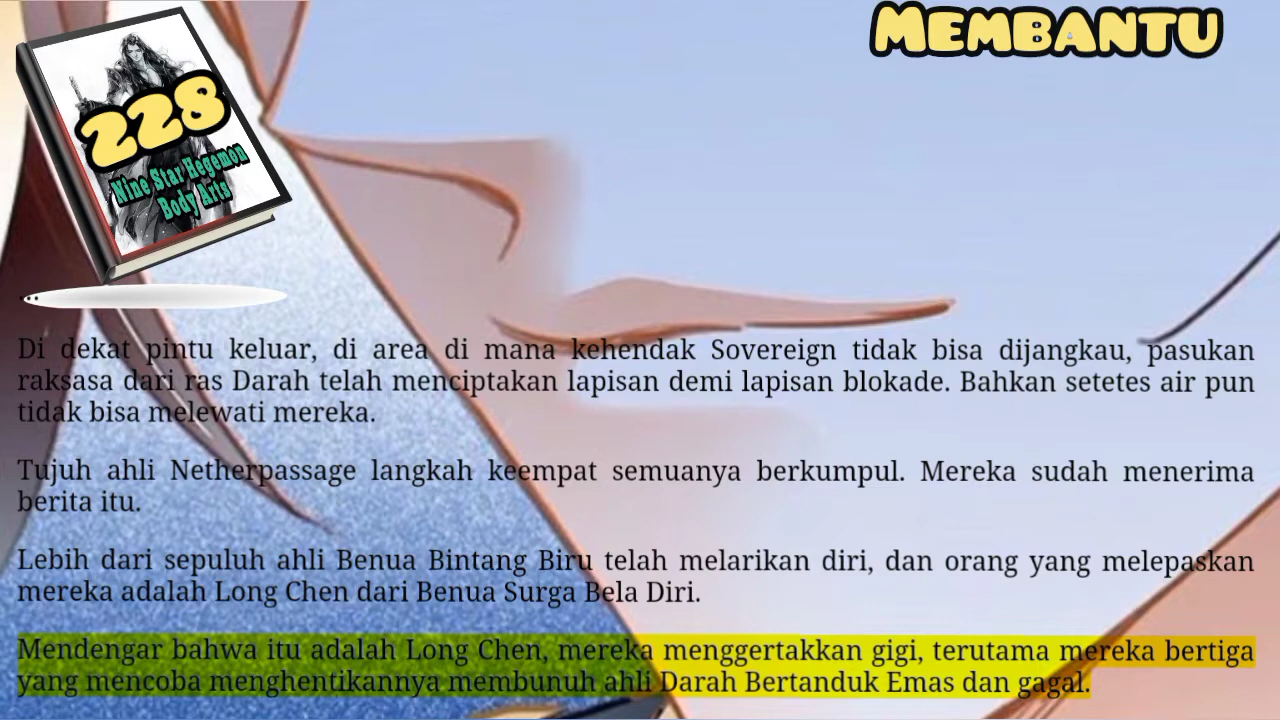 MEMBANTU
228
Nine Star Hegemon
Body Arts
Di dekat pintu keluar, di area di mana kehendak Sovereign tidak bisa dijangkau, pasukan
raksasa dari ras Darah telah menciptakan lapisan demi lapisan blokade. Bahkan setetes air pun
tidak bisa melewati mereka.
Tujuh ahli Netherpassage langkah keempat semuanya berkumpul. Mereka sudah menerima
berita itu.
Lebih dari sepuluh ahli Benua Bintang Biru telah melarikan diri, dan orang yang melepaskan
mereka adalah Long Chen dari Benua Surga Bela Diri.
Mendengar bahwa itu adalah Long Chen, mereka menggertakkan gigi, terutama mereka bertiga
yang mencoba menghentikannya membunuh ahli Darah Bertanduk Emas dan gagal.